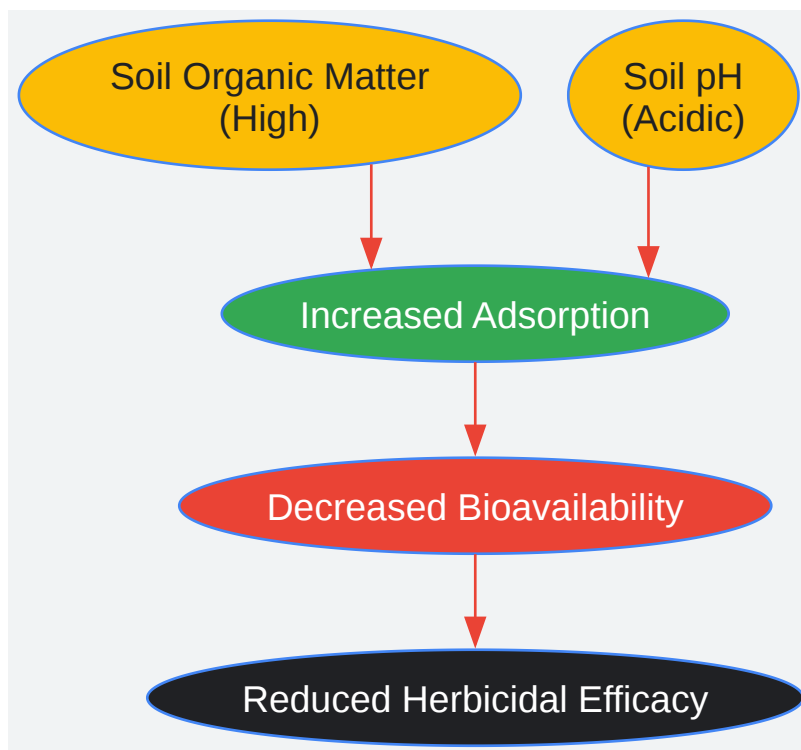 Soil Organic Matter
(High)
Soil pH
(Acidic)
Increased Adsorption
Decreased Bioavailability
Reduced Herbicidal Efficacy